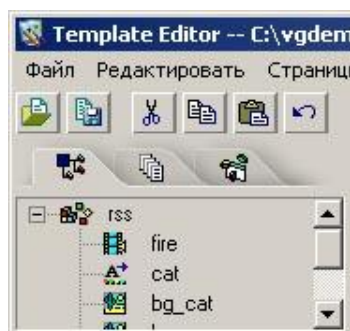 Template Editor -- C:\vgdem
Файл Редактировать Страниц
rss
fire
cat
bg_cat